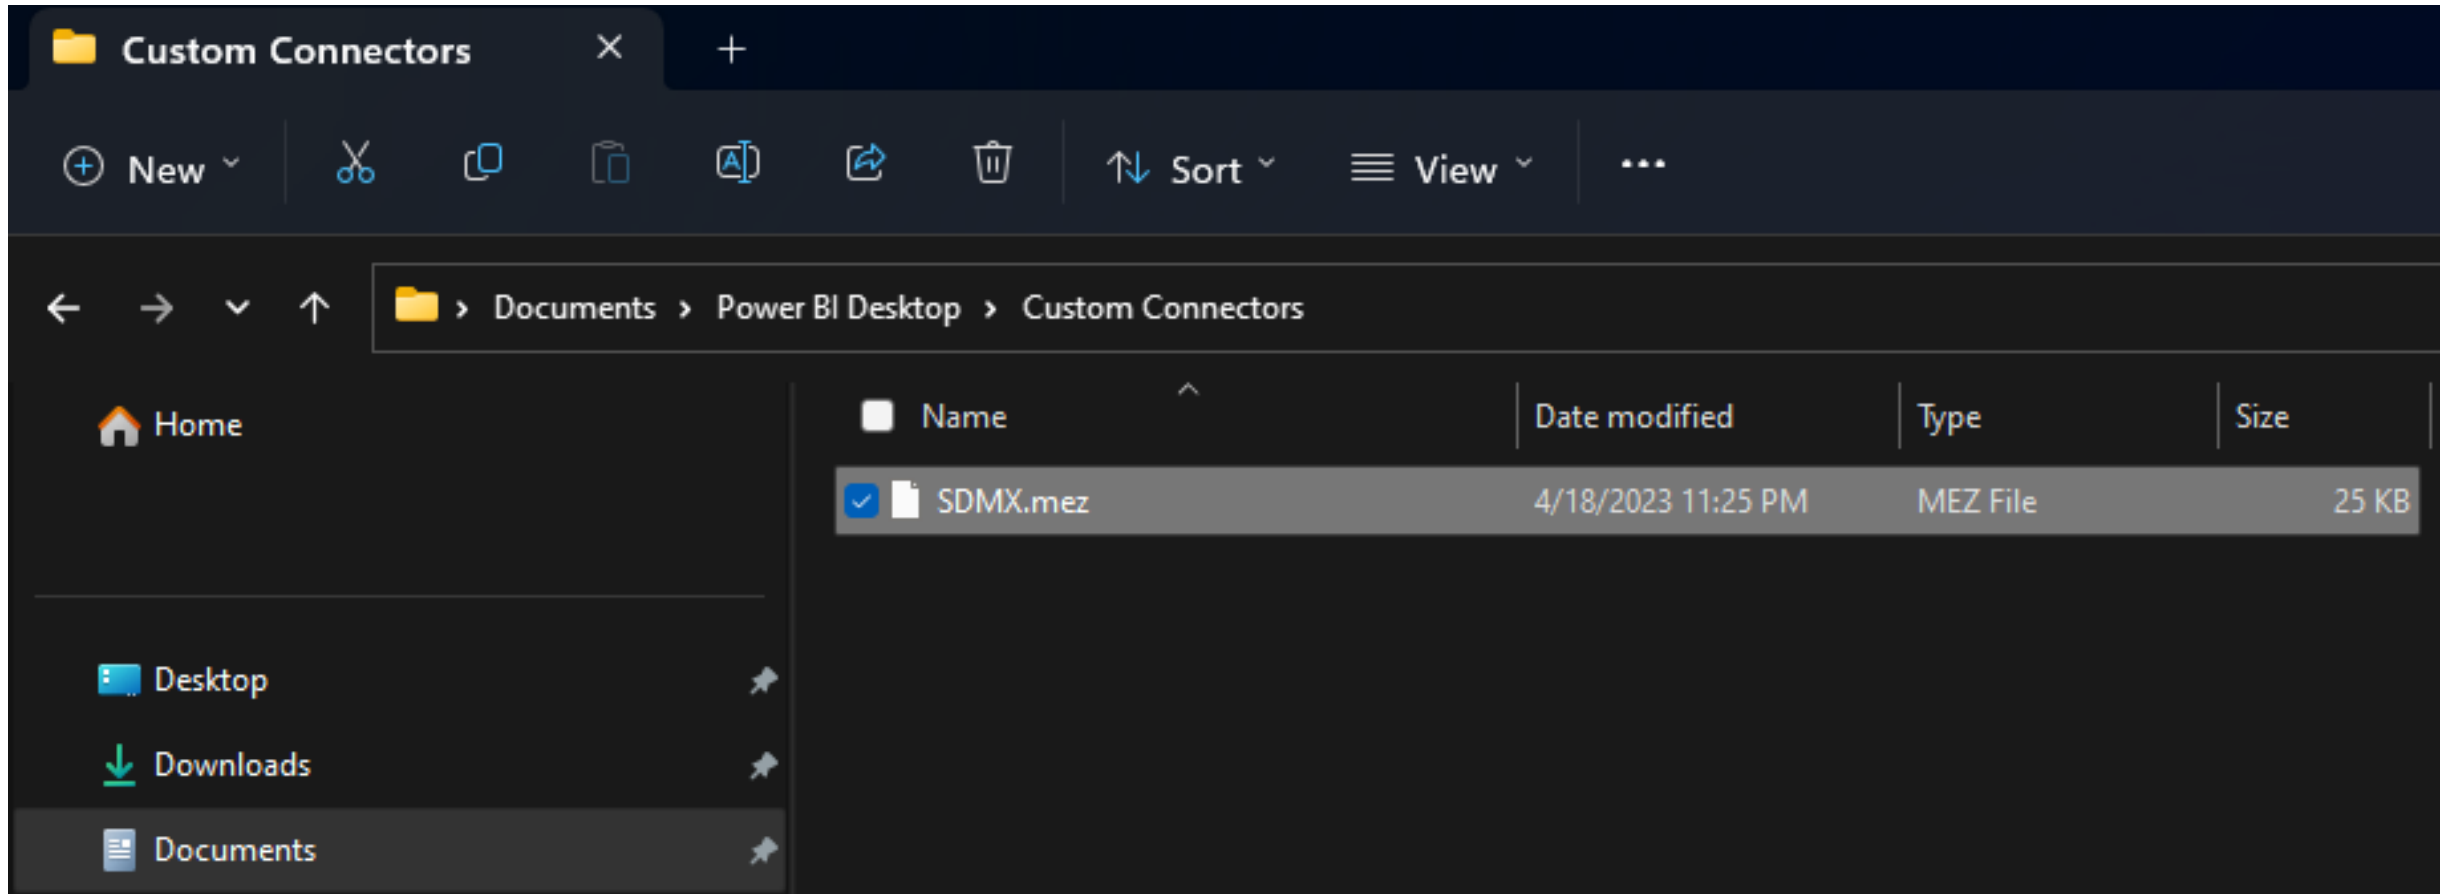 Custom Connectors
New
Sort
View
Documents > Power BI Desktop > Custom Connectors
Home
Name Date modified Type Size
SDMX.mez 4/18/2023 11:25 PM MEZ File 25 KB
Desktop
Downloads
Documents